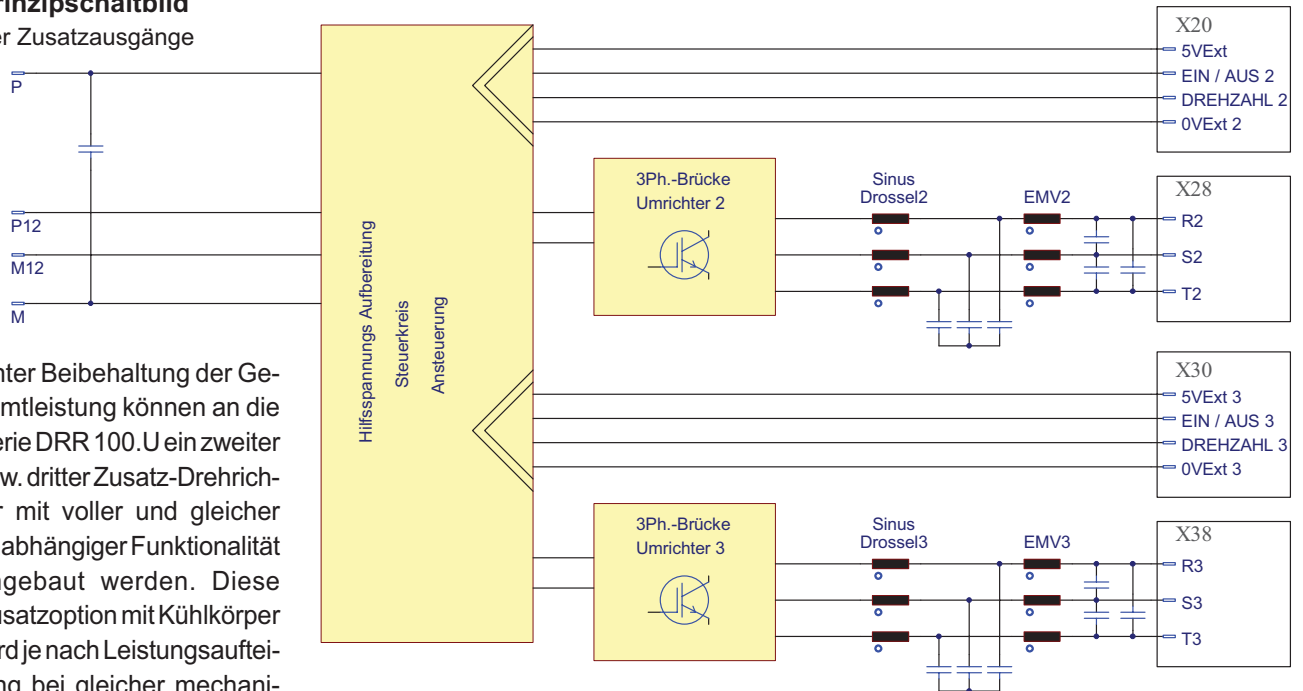 rinzipschaltbild
er Zusatzausgänge
P
P12
M12
M
nter Beibehaltung der Ge-
mtleistung können an die
erie DRR 100.U ein zweiter
w. dritter Zusatz-Drehrich-
r mit voller und gleicher
abhängiger Funktionalität
ngebaut werden. Diese
usatzoption mit Kühlkörper
rd je nach Leistungsauftei-
ng bei gleicher mechani-
Hilfsspannungs Aufbereitung
Steuerkreis
Ansteuerung
X20
5VExt
EIN / AUS 2
DREHZAHL 2
0VExt 2
3Ph.-Brücke
Umrichter 2
Sinus
Drossel2
EMV2
X28
R2
S2
T2
X30
5VExt 3
EIN / AUS 3
DREHZAHL 3
0VExt 3
3Ph.-Brücke
Umrichter 3
Sinus
Drossel3
EMV3
X38
R3
S3
T3